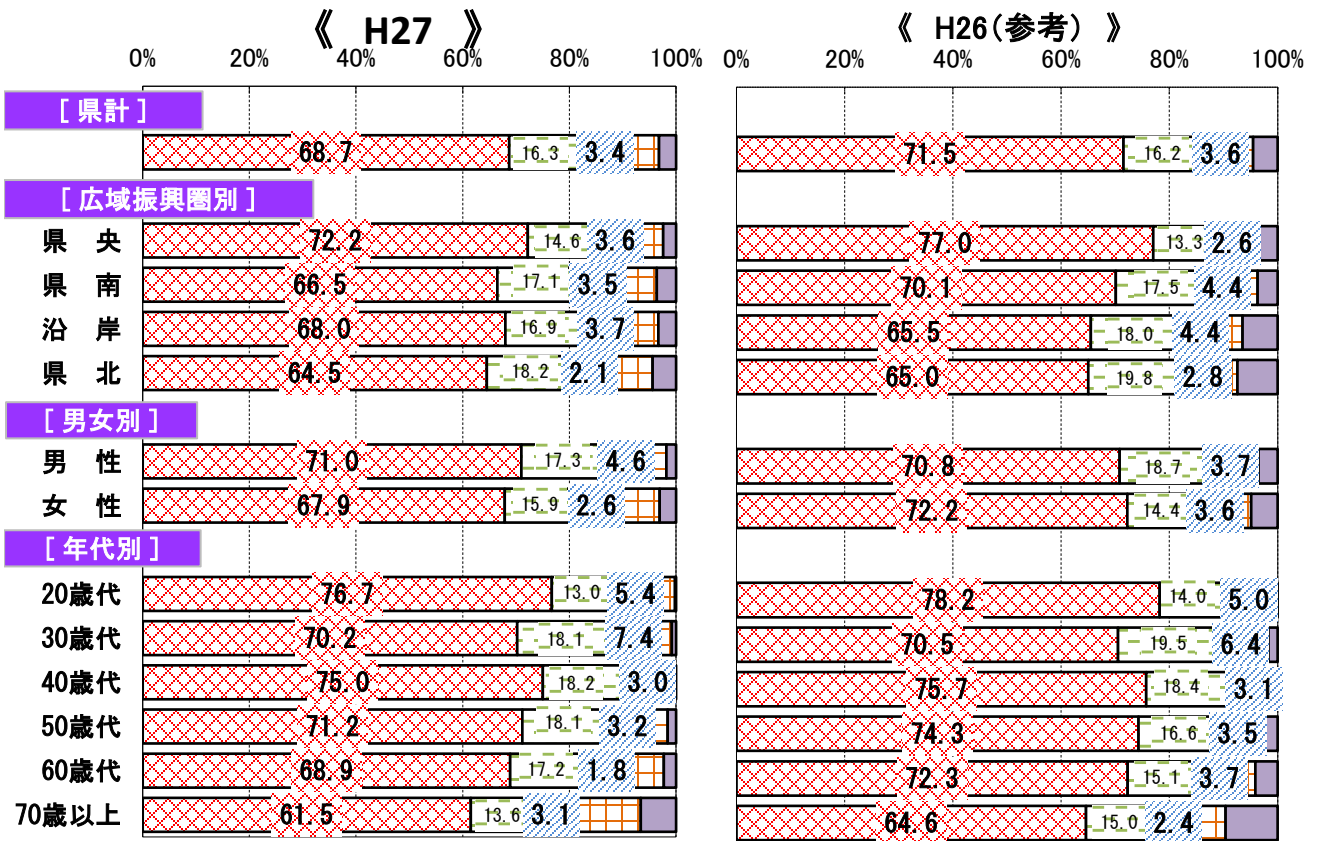 《 H27 》 《 H26（参考） 》
0% 20% 40% 60% 80% 100% 0% 20% 40% 60% 80% 100%
［ 県計 ］
68.7 16.3 3.4 71.5 16.2 3.6
［ 広域振興圏別 ］
県 央 72.2 14.6 3.6 77.0 13.3 2.6
県 南 66.5 17.1 3.5 70.1 17.5 4.4
沿 岸 68.0 16.9 3.7 65.5 18.0 4.4
県 北 64.5 18.2 2.1 65.0 19.8 2.8
［ 男女別 ］
男 性 71.0 17.3 4.6 70.8 18.7 3.7
女 性 67.9 15.9 2.6 72.2 14.4 3.6
［ 年代別 ］
20歳代 76.7 13.0 5.4 78.2 14.0 5.0
30歳代 70.2 18.1 7.4 70.5 19.5 6.4
40歳代 75.0 18.2 3.0 75.7 18.4 3.1
50歳代 71.2 18.1 3.2 74.3 16.6 3.5
60歳代 68.9 17.2 1.8 72.3 15.1 3.7
70歳以上 61.5 13.6 3.1 64.6 15.0 2.4